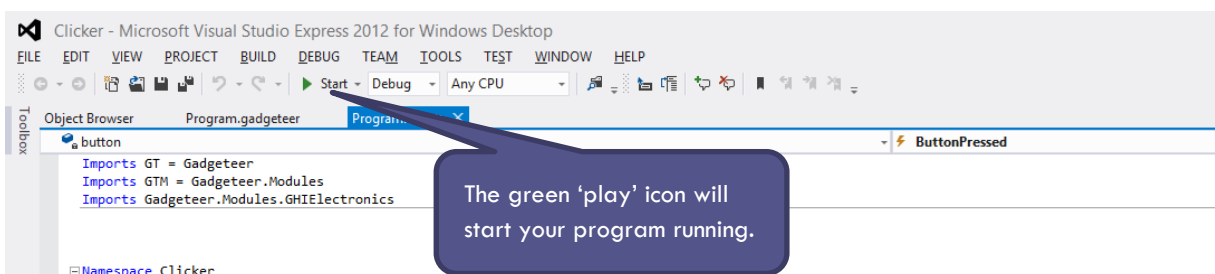 Clicker - Microsoft Visual Studio Express 2012 for Windows Desktop
FILE EDIT VIEW PROJECT BUILD DEBUG TEAM TOOLS TEST WINDOW HELP
Start Debug Any CPU
Toolbox
Object Browser Program.gadgeteer Program
button ButtonPressed
Imports GT = Gadgeteer
Imports GTM = Gadgeteer.Modules
Imports Gadgeteer.Modules.GHIElectronics
The green ‘play’ icon will
start your program running.
Namespace Clicker